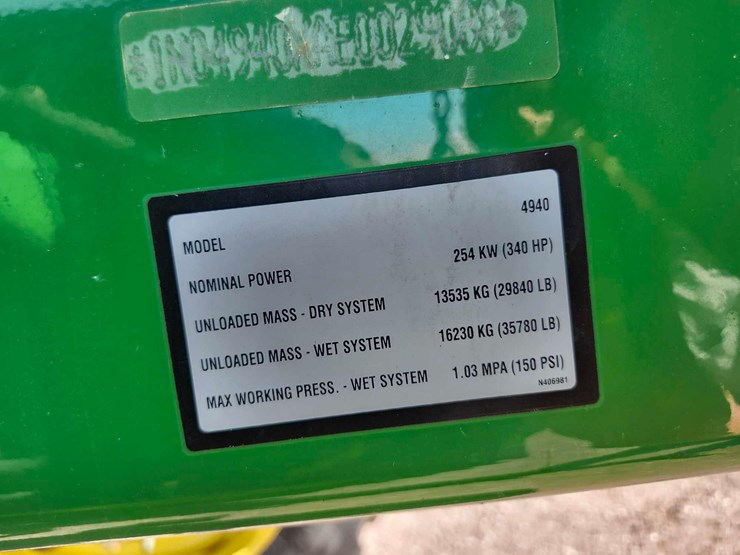 MODEL 4940
NOMINAL POWER 254 KW (340 HP)
UNLOADED MASS - DRY SYSTEM 13535 KG (29840 LB)
UNLOADED MASS - WET SYSTEM 16230 KG (35780 LB)
MAX WORKING PRESS. - WET SYSTEM 1.03 MPA (150 PSI)
N406981